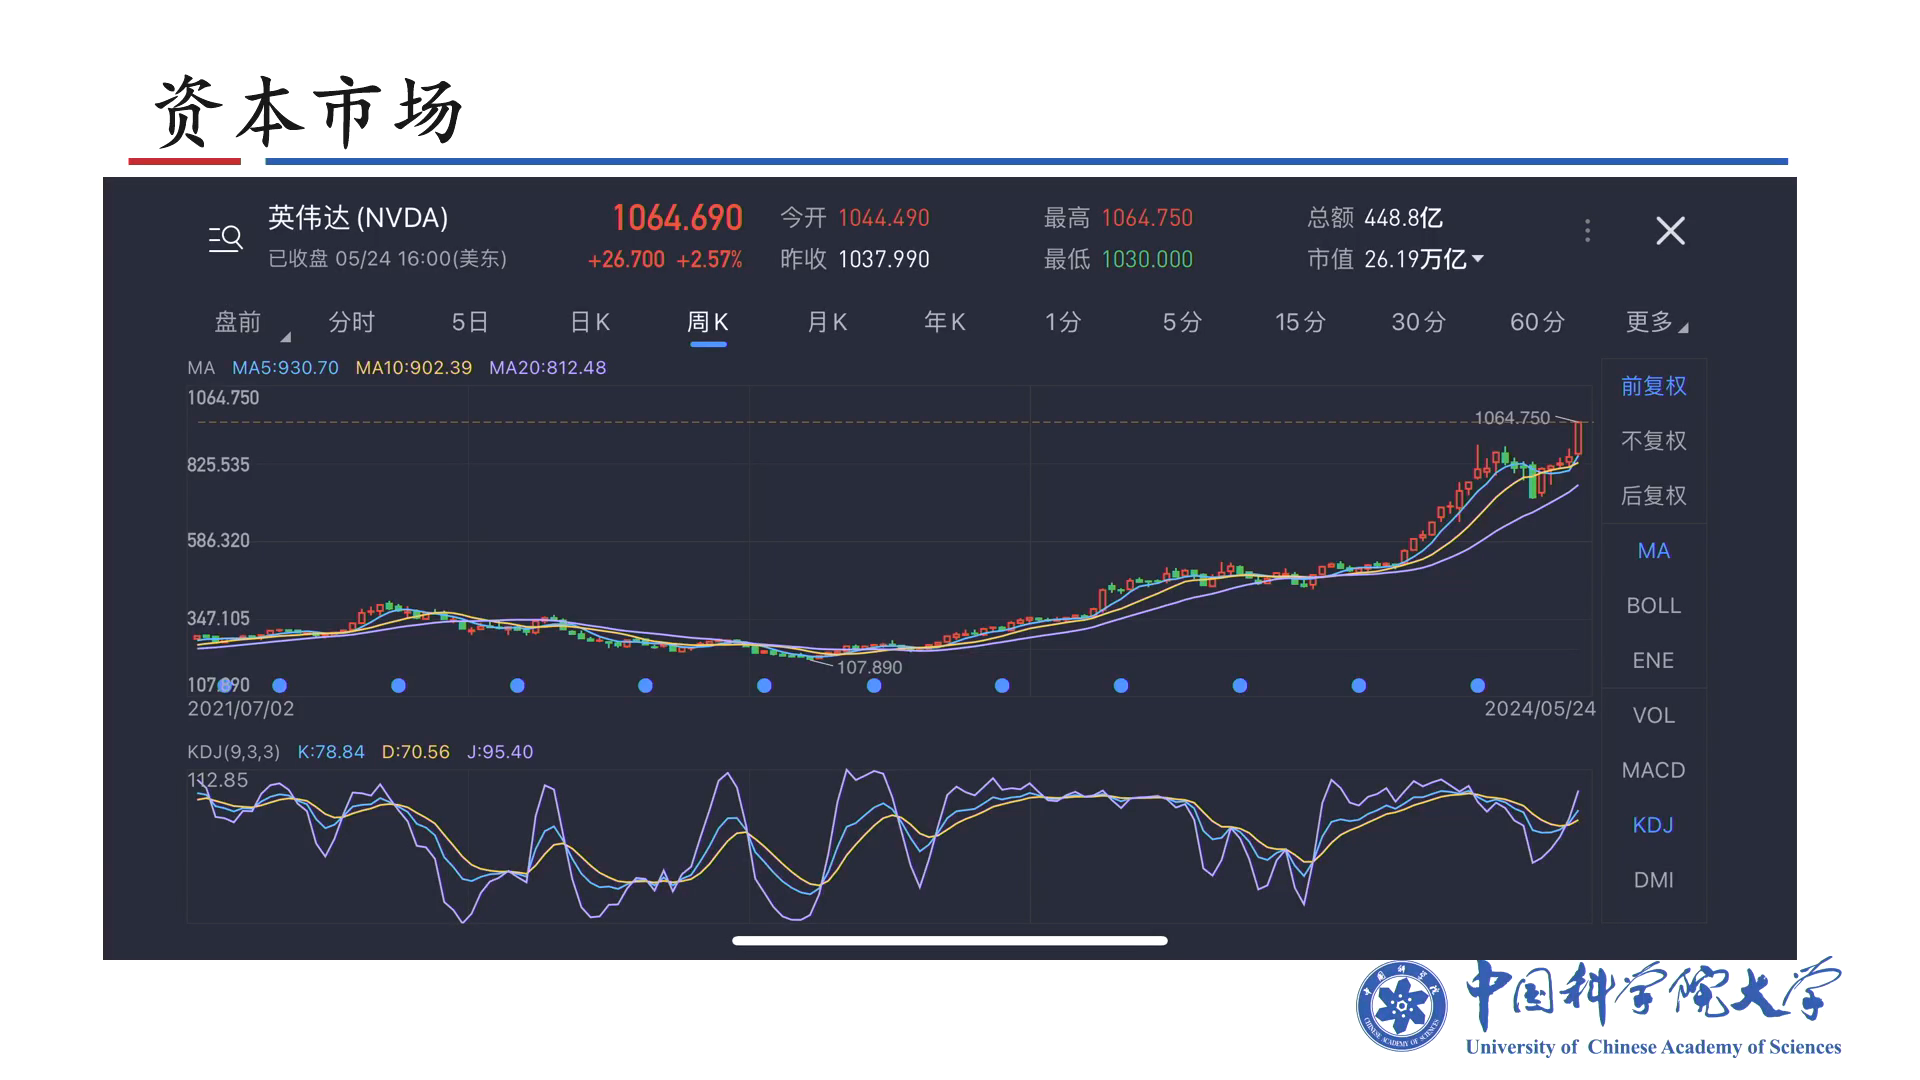 资本市场
英伟达 (NVDA)
1064.690
今开 1044.490
最高 1064.750
总额 448.8亿
已收盘 05/24 16:00(美东)
+26.700 +2.57%
昨收 1037.990
最低 1030.000
市值 26.19万亿
盘前 分时 5日 日K 周K 月K 年K 1分 5分 15分 30分 60分 更多
MA MA5:930.70 MA10:902.39 MA20:812.48
1064.750
1064.750
825.535
586.320
347.105
107.890
107.890
2021/07/02
2024/05/24
KDJ(9,3,3) K:78.84 D:70.56 J:95.40
112.85
前复权
不复权
后复权
MA
BOLL
ENE
VOL
MACD
KDJ
DMI
中国科学院大学
University of Chinese Academy of Sciences